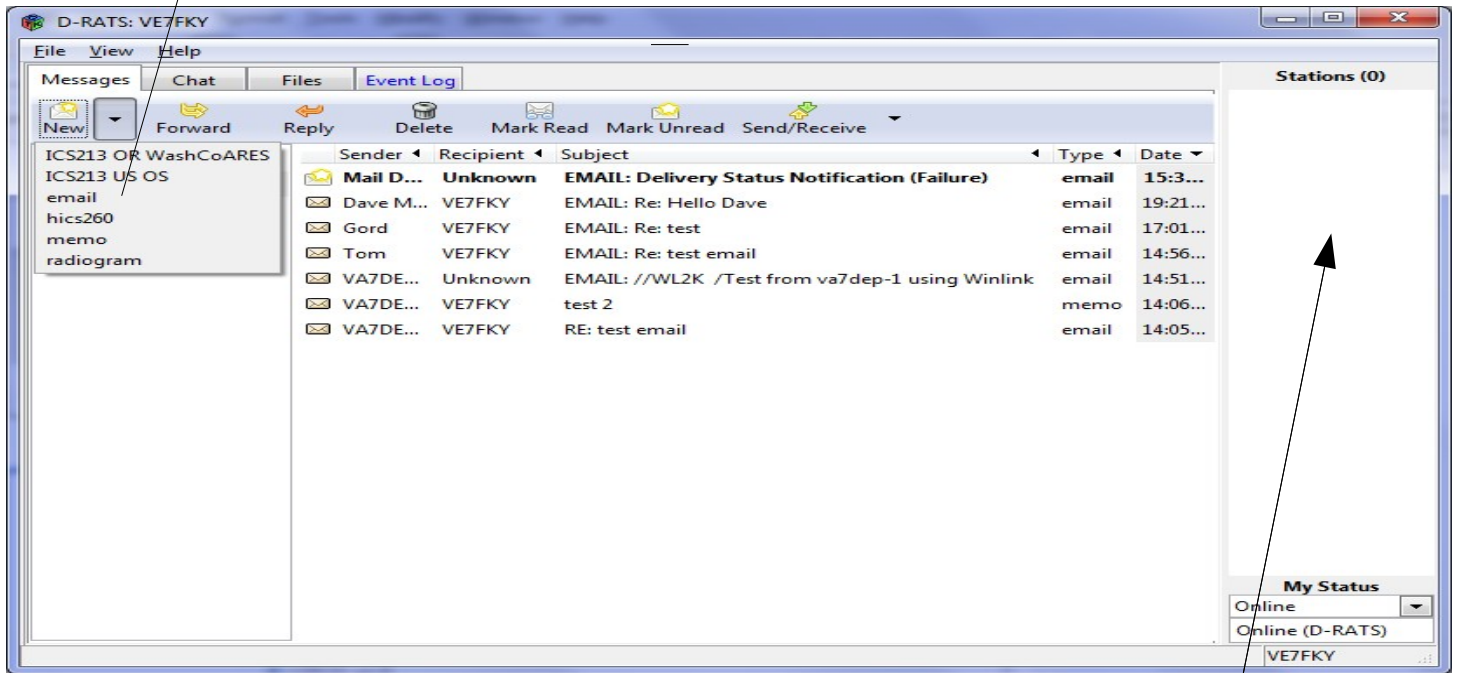 D-RATS: VE7FKY
File View Help
Messages Chat Files Event Log
Stations (0)
New Forward Reply Delete Mark Read Mark Unread Send/Receive
ICS213 OR WashCoARES
ICS213 US OS
email
hics260
memo
radiogram
Sender Recipient Subject Type Date
Mail D... Unknown EMAIL: Delivery Status Notification (Failure) email 15:3...
Dave M... VE7FKY EMAIL: Re: Hello Dave email 19:21...
Gord VE7FKY EMAIL: Re: test email 17:01...
Tom VE7FKY EMAIL: Re: test email email 14:56...
VA7DE... Unknown EMAIL: //WL2K /Test from va7dep-1 using Winlink email 14:51...
VA7DE... VE7FKY test 2 memo 14:06...
VA7DE... VE7FKY RE: test email email 14:05...
My Status
Online
Online (D-RATS)
VE7FKY